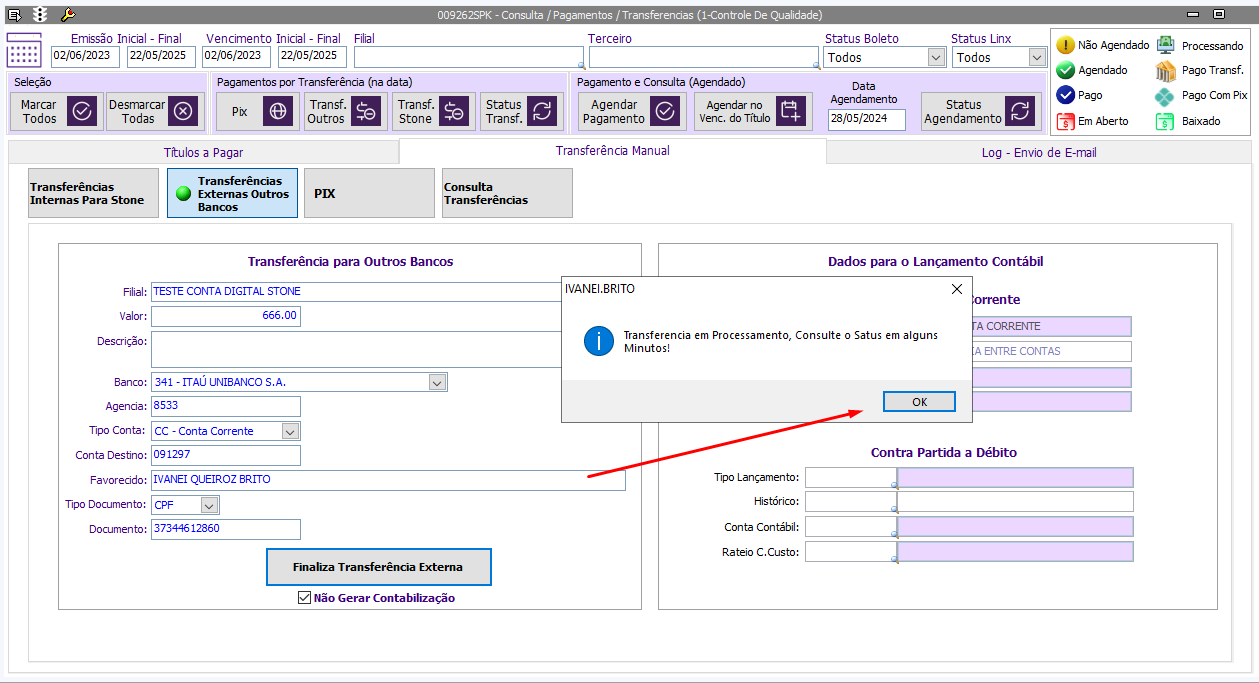 009262SPK - Consulta / Pagamentos / Transferencias (1-Controle De Qualidade)
Emissão Inicial - Final
Vencimento Inicial - Final
Filial
Terceiro
Status Boleto
Status Linx
02/06/2023
22/05/2025
02/06/2023
22/05/2025
Todos
Todos
Não Agendado
Processando
Agendado
Pago Transf.
Pago
Pago Com Pix
Em Aberto
Baixado
Seleção
Marcar
Todos
Desmarcar
Todas
Pagamentos por Transferência (na data)
Pix
Transf.
Outros
Transf.
Stone
Status
Transf.
Pagamento e Consulta (Agendado)
Agendar
Pagamento
Agendar no
Venc. do Título
Data
Agendamento
28/05/2024
Status
Agendamento
Títulos a Pagar
Transferência Manual
Log - Envio de E-mail
Transferências
Internas Para Stone
Transferências
Externas Outros
Bancos
PIX
Consulta
Transferências
Transferência para Outros Bancos
Filial: TESTE CONTA DIGITAL STONE
Valor: 666.00
Descrição:
Banco: 341 - ITAÚ UNIBANCO S.A.
Agencia: 8533
Tipo Conta: CC - Conta Corrente
Conta Destino: 091297
Favorecido: IVANEI QUEIROZ BRITO
Tipo Documento: CPF
Documento: 37344612860
Finaliza Transferência Externa
Não Gerar Contabilização
Dados para o Lançamento Contábil
orrente
TA CORRENTE
IA ENTRE CONTAS
IVANEI.BRITO
Transferencia em Processamento, Consulte o Satus em alguns
Minutos!
OK
Contra Partida a Débito
Tipo Lançamento:
Histórico:
Conta Contábil:
Rateio C.Custo: